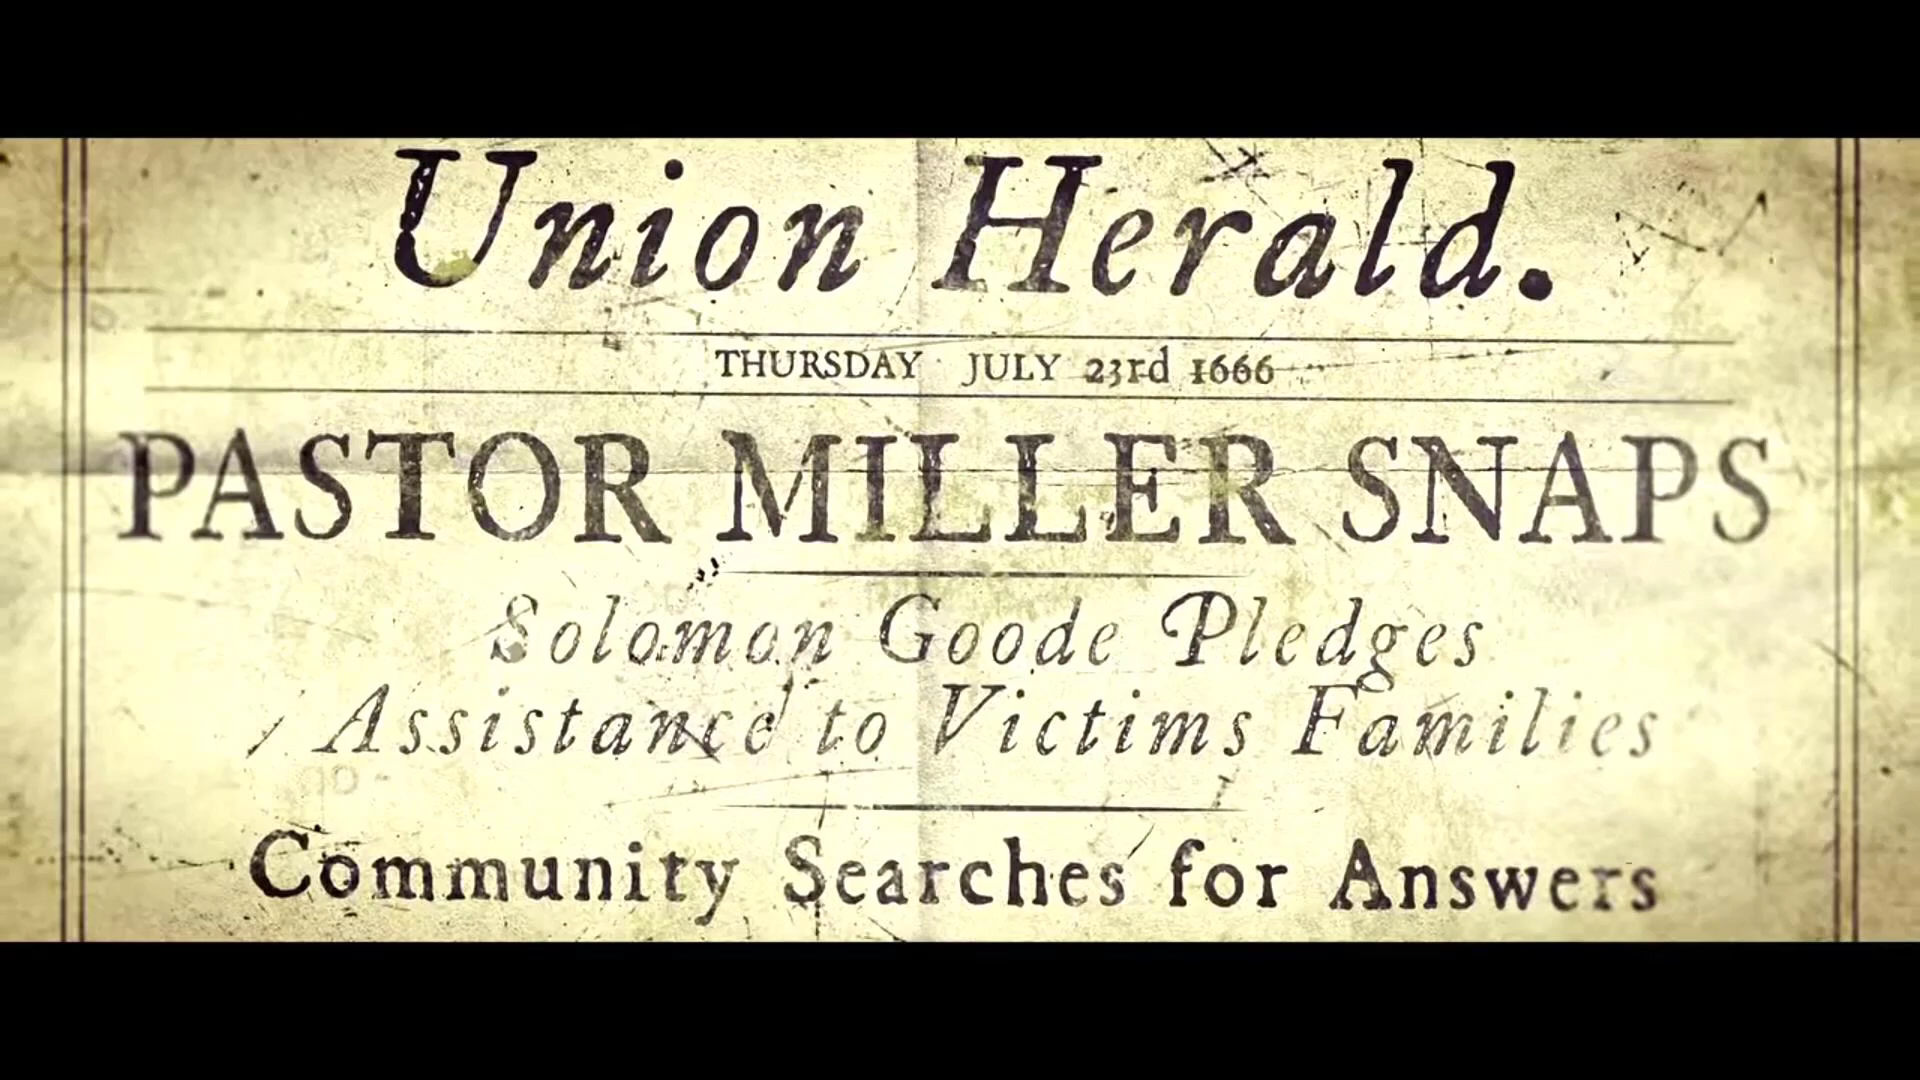 Union Herald.
THURSDAY JULY 23rd 1666
PASTOR MILLER SNAPS
Solomon Goode Pledges
Assistance to Victims Families
Community Searches for Answers